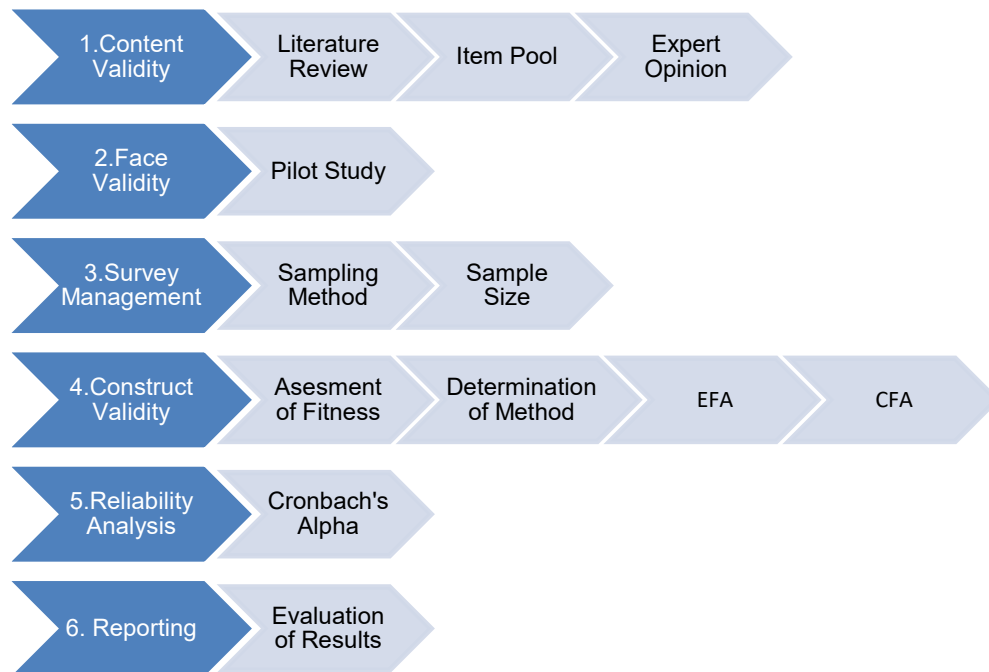 1.Content
Validity
Literature
Review
Item Pool
Expert
Opinion
2.Face
Validity
Pilot Study
3.Survey
Management
Sampling
Method
Sample
Size
4.Construct
Validity
Asesment
of Fitness
Determination
of Method
EFA
CFA
5.Reliability
Analysis
Cronbach's
Alpha
6. Reporting
Evaluation
of Results